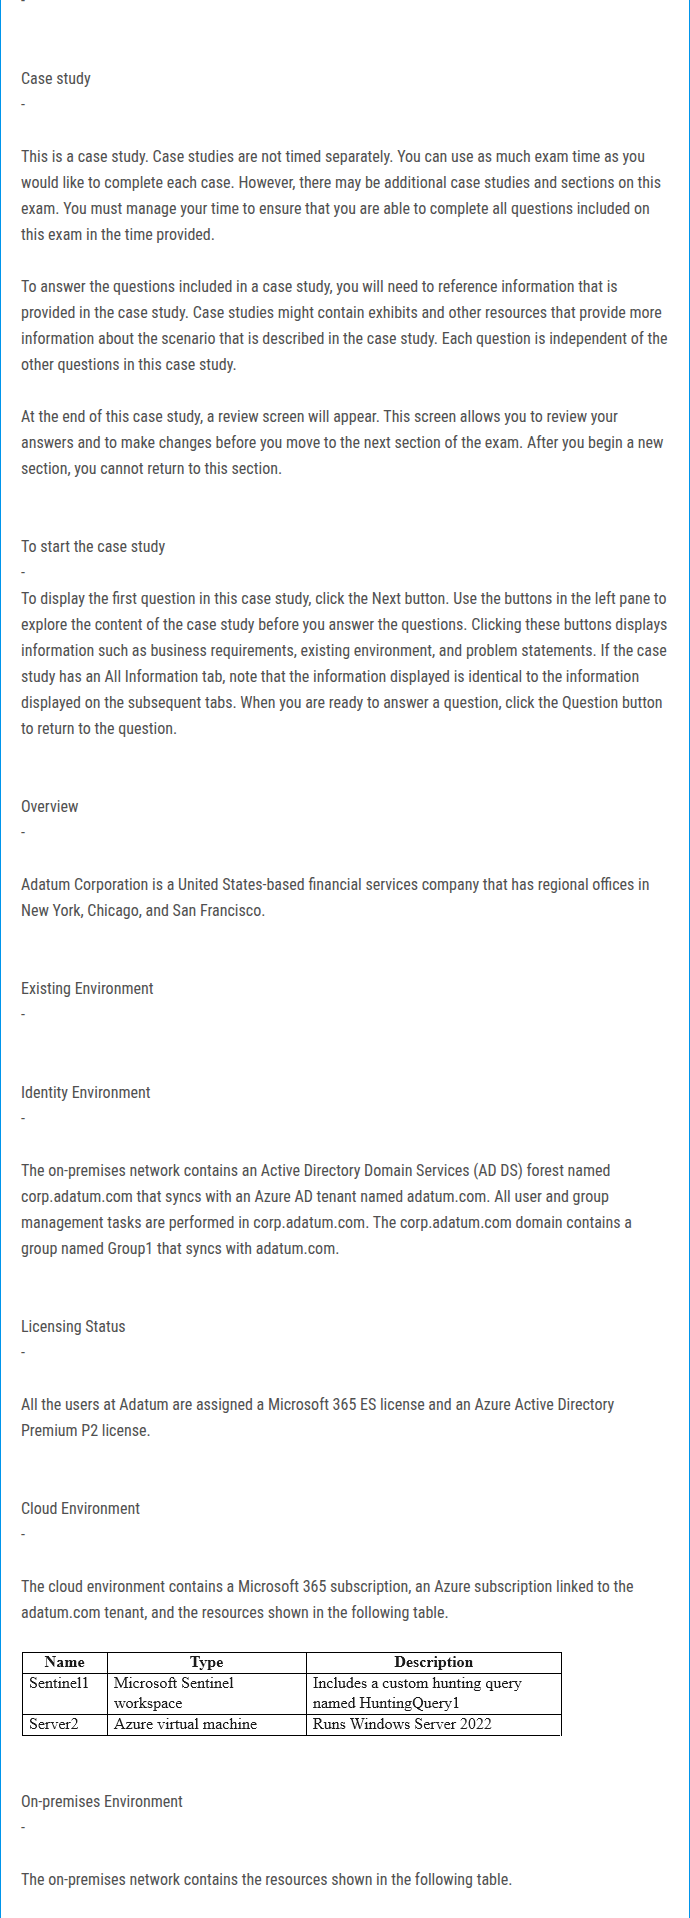 -
Case study
-
This is a case study. Case studies are not timed separately. You can use as much exam time as you
would like to complete each case. However, there may be additional case studies and sections on this
exam. You must manage your time to ensure that you are able to complete all questions included on
this exam in the time provided.
To answer the questions included in a case study, you will need to reference information that is
provided in the case study. Case studies might contain exhibits and other resources that provide more
information about the scenario that is described in the case study. Each question is independent of the
other questions in this case study.
At the end of this case study, a review screen will appear. This screen allows you to review your
answers and to make changes before you move to the next section of the exam. After you begin a new
section, you cannot return to this section.
To start the case study
-
To display the first question in this case study, click the Next button. Use the buttons in the left pane to
explore the content of the case study before you answer the questions. Clicking these buttons displays
information such as business requirements, existing environment, and problem statements. If the case
study has an All Information tab, note that the information displayed is identical to the information
displayed on the subsequent tabs. When you are ready to answer a question, click the Question button
to return to the question.
Overview
-
Adatum Corporation is a United States-based financial services company that has regional offices in
New York, Chicago, and San Francisco.
Existing Environment
-
Identity Environment
-
The on-premises network contains an Active Directory Domain Services (AD DS) forest named
corp.adatum.com that syncs with an Azure AD tenant named adatum.com. All user and group
management tasks are performed in corp.adatum.com. The corp.adatum.com domain contains a
group named Group1 that syncs with adatum.com.
Licensing Status
-
All the users at Adatum are assigned a Microsoft 365 ES license and an Azure Active Directory
Premium P2 license.
Cloud Environment
-
The cloud environment contains a Microsoft 365 subscription, an Azure subscription linked to the
adatum.com tenant, and the resources shown in the following table.
Name Type Description
Sentinel1 Microsoft Sentinel Includes a custom hunting query
workspace named HuntingQuery1
Server2 Azure virtual machine Runs Windows Server 2022
On-premises Environment
-
The on-premises network contains the resources shown in the following table.